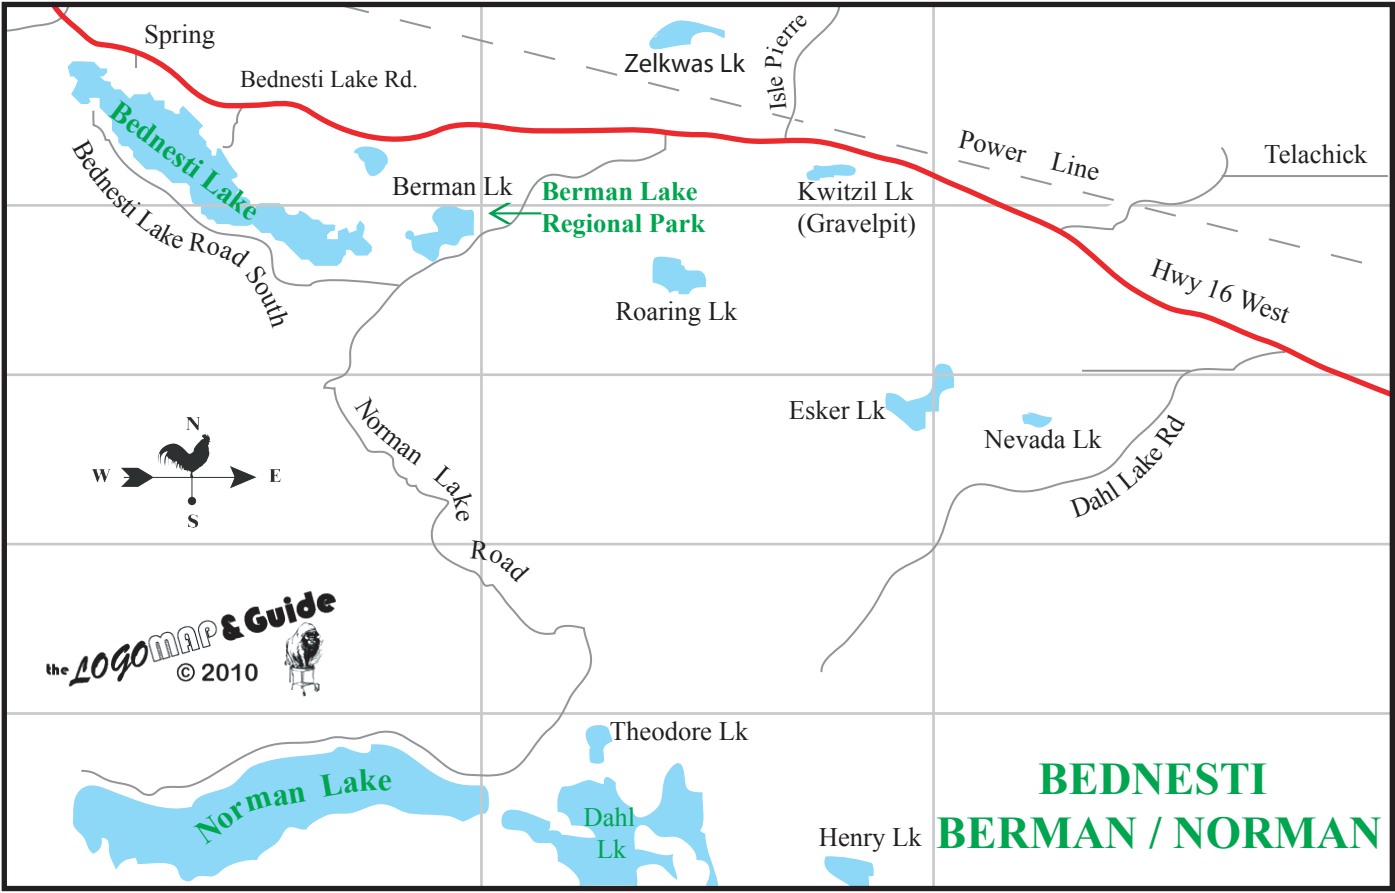 Spring
Bednesti Lake Rd.
Zelkwas Lk
Isle Pierre
Power Line
Telachick
Bednesti Lake
Bednesti Lake Road South
Berman Lk
Berman Lake
Regional Park
Kwitzil Lk
(Gravelpit)
Roaring Lk
Hwy 16 West
Esker Lk
Nevada Lk
Dahl Lake Rd
Norman Lake Road
N
W E
S
the LOGOMAP & Guide
© 2010
Theodore Lk
Norman Lake
Dahl
Lk
Henry Lk
BEDNESTI
BERMAN / NORMAN